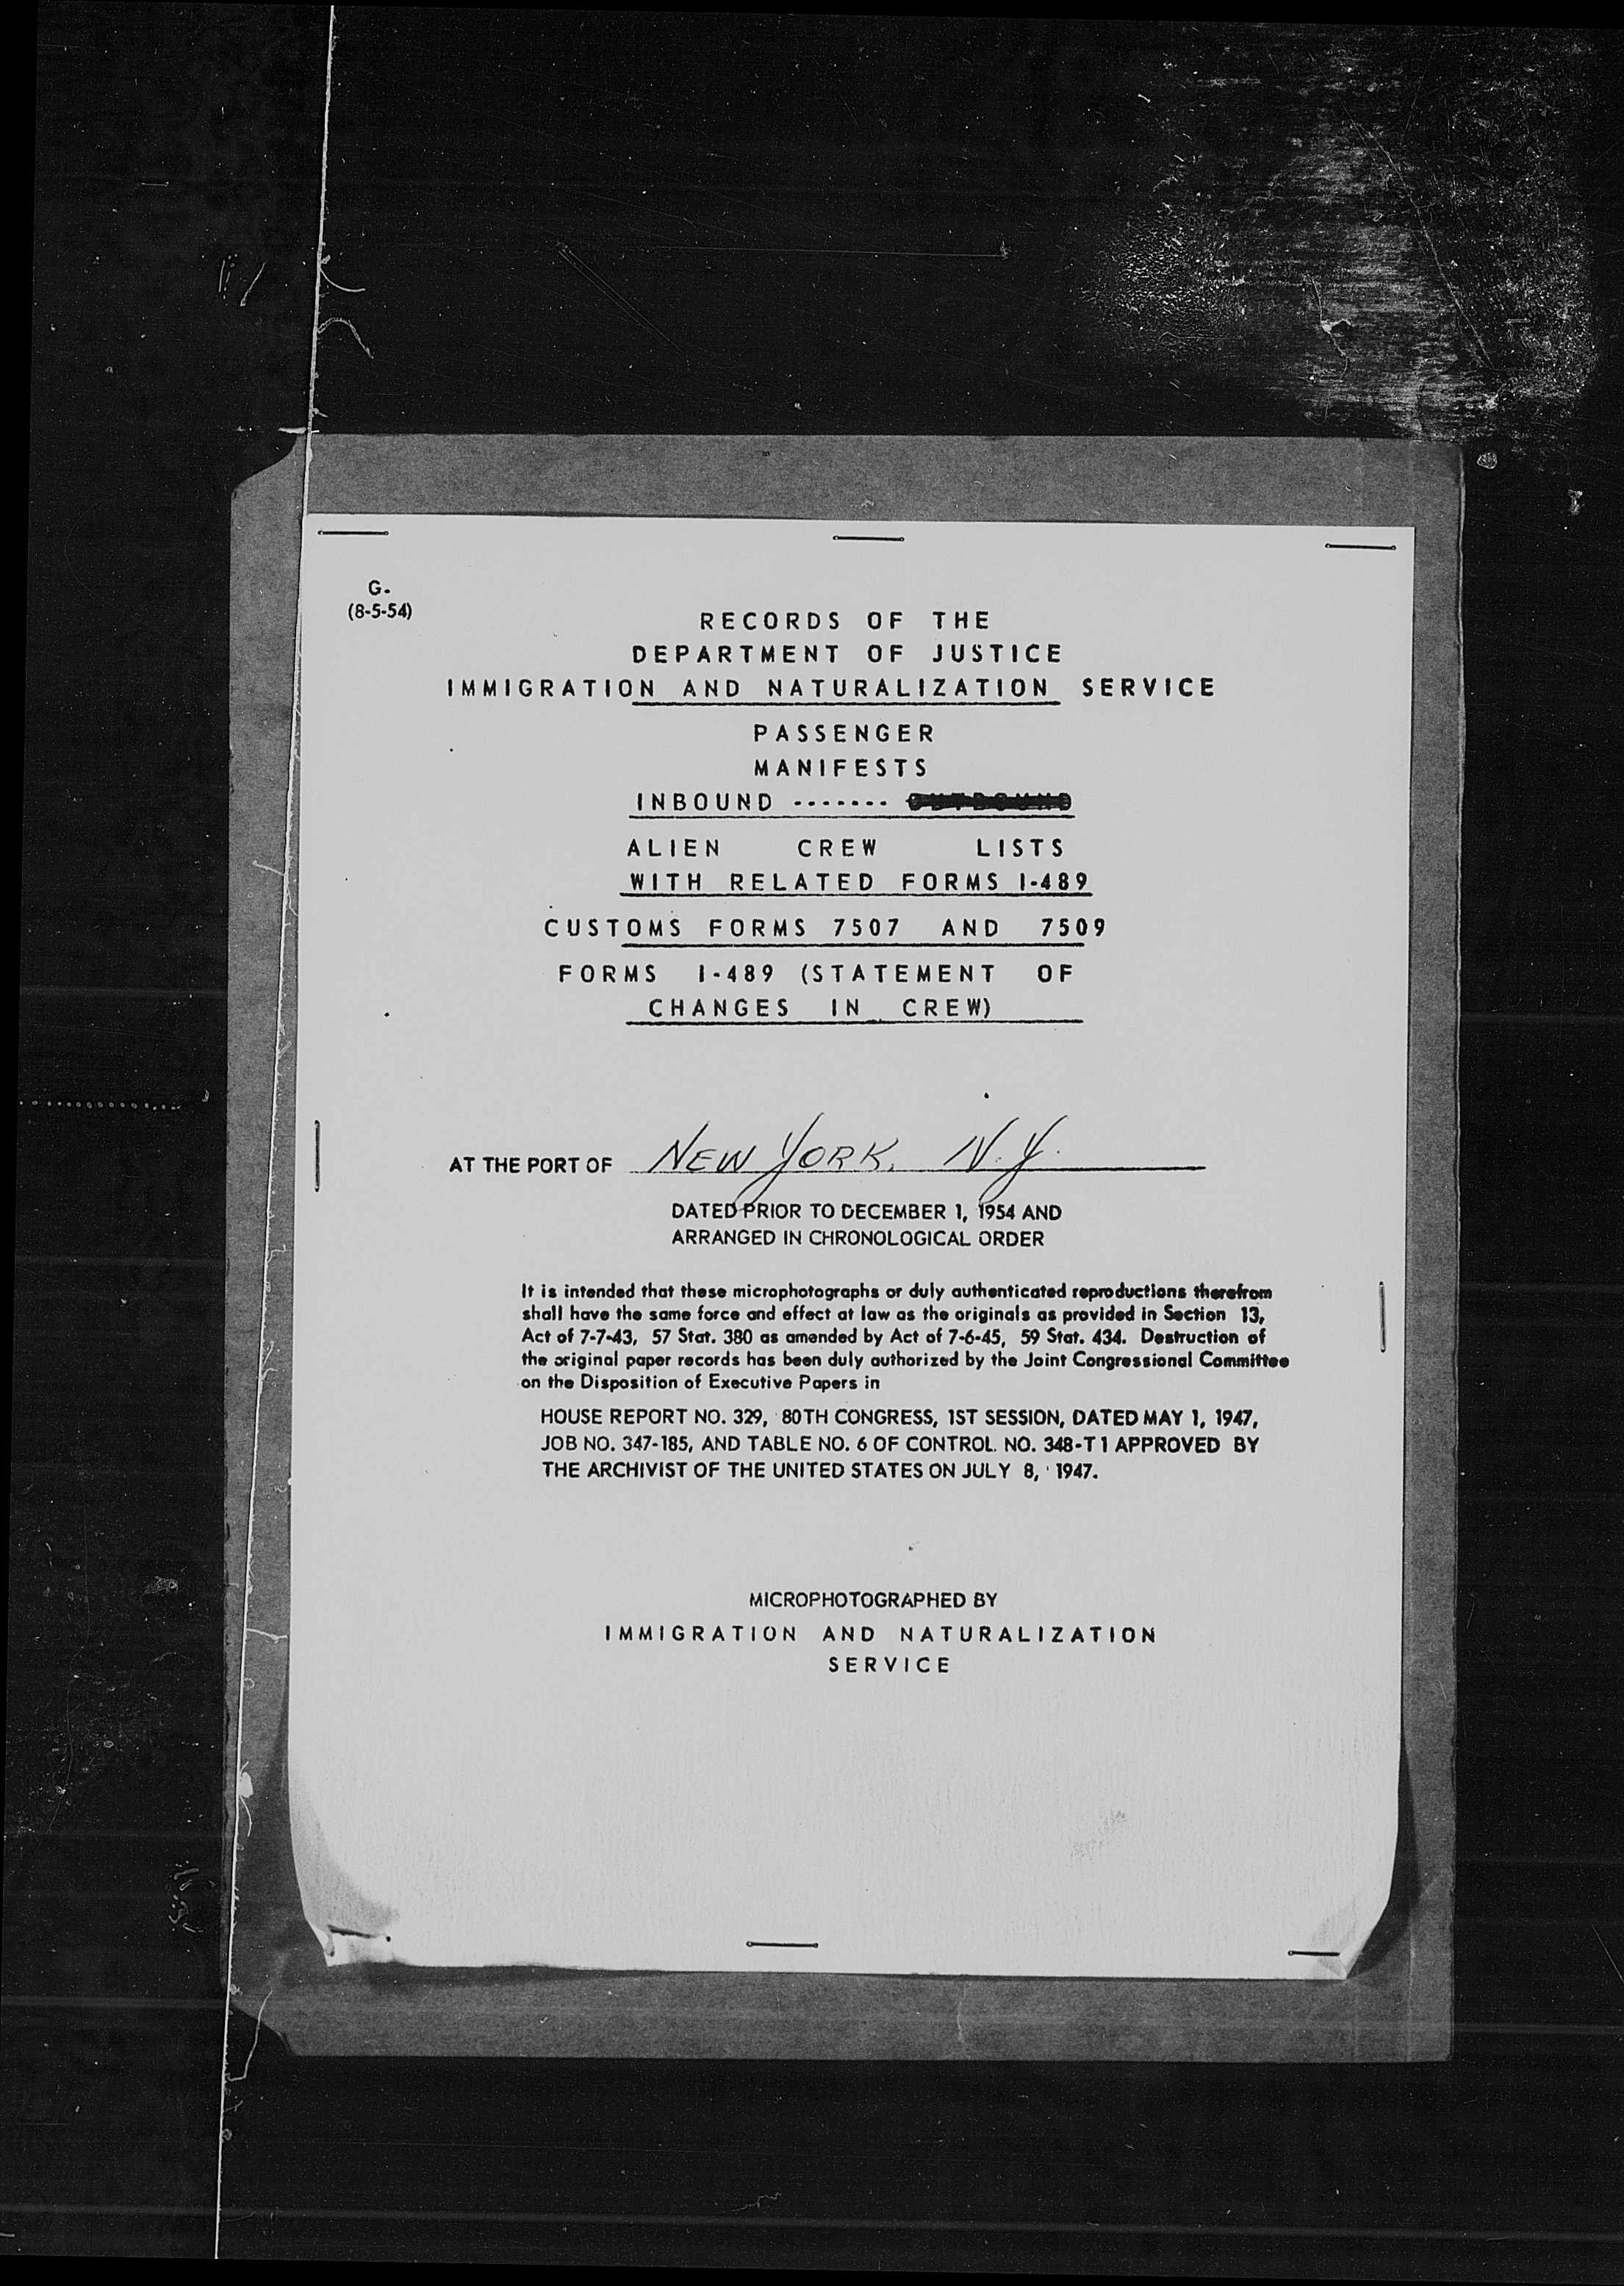 G-
(8-5-54)
RECORDS OF THE
DEPARTMENT OF JUSTICE
IMMIGRATION AND NATURALIZATION SERVICE
PASSENGER
MANIFESTS
INBOUND ------- OUTBOUND
ALIEN CREW LISTS
WITH RELATED FORMS I-489
CUSTOMS FORMS 7507 AND 7509
FORMS I-489 (STATEMENT OF
CHANGES IN CREW)
AT THE PORT OF NEW YORK, N.Y.
DATED PRIOR TO DECEMBER 1, 1954 AND
ARRANGED IN CHRONOLOGICAL ORDER
It is intended that these microphotographs or duly authenticated reproductions therefrom
shall have the same force and effect at law as the originals as provided in Section 13,
Act of 7-7-43, 57 Stat. 380 as amended by Act of 7-6-45, 59 Stat. 434. Destruction of
the original paper records has been duly authorized by the Joint Congressional Committee
on the Disposition of Executive Papers in
HOUSE REPORT NO. 329, 80TH CONGRESS, 1ST SESSION, DATED MAY 1, 1947,
JOB NO. 347-185, AND TABLE NO. 6 OF CONTROL NO. 348-T1 APPROVED BY
THE ARCHIVIST OF THE UNITED STATES ON JULY 8, 1947.
MICROPHOTOGRAPHED BY
IMMIGRATION AND NATURALIZATION
SERVICE